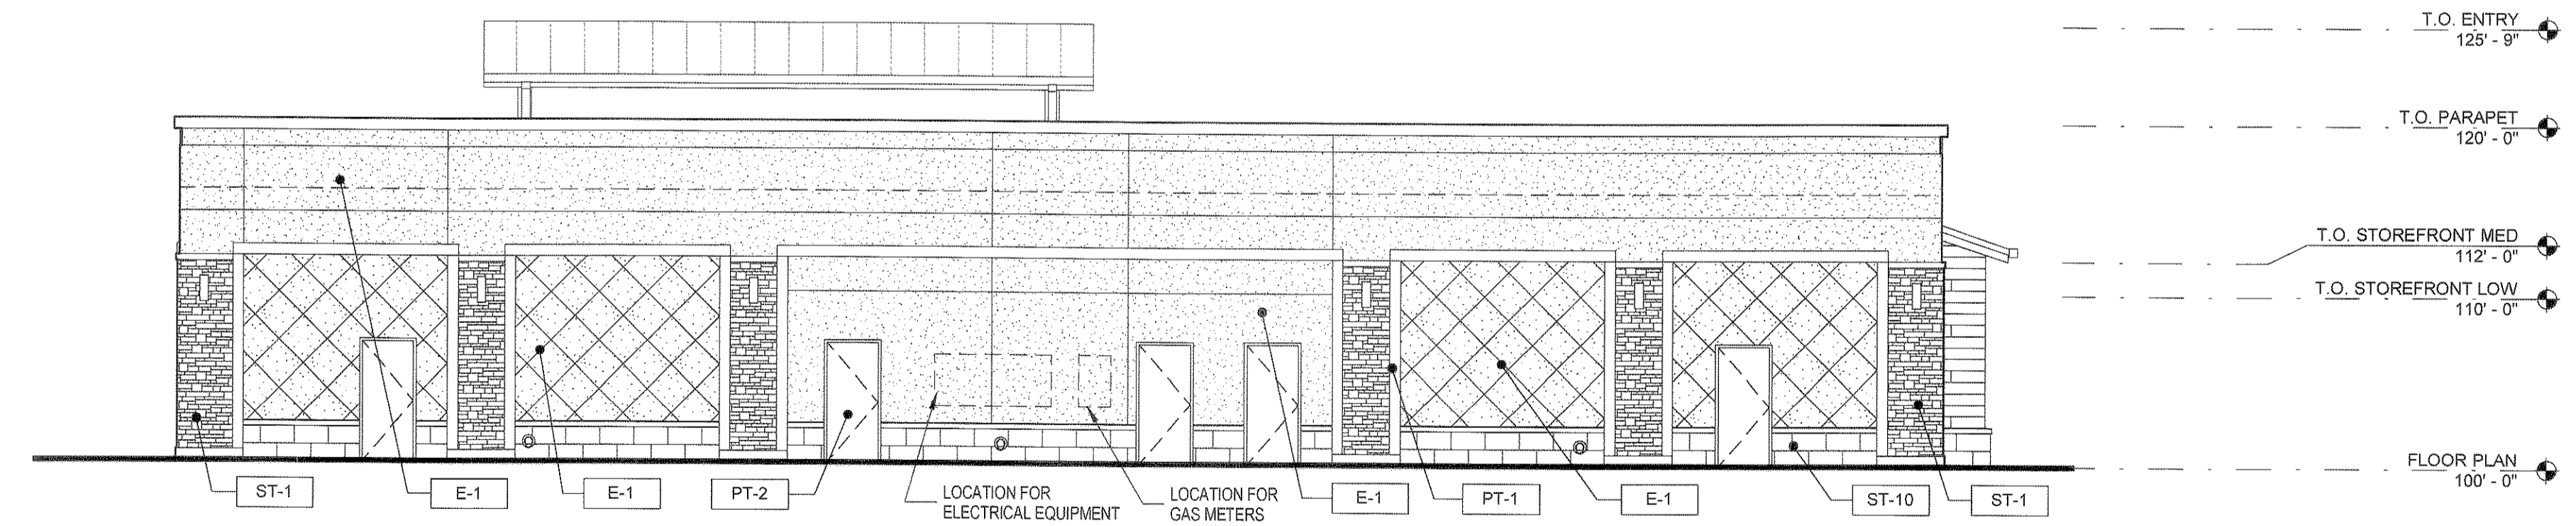 T.O. ENTRY
125' - 9"
T.O. PARAPET
120' - 0"
T.O. STOREFRONT MED
112' - 0"
T.O. STOREFRONT LOW
110' - 0"
FLOOR PLAN
100' - 0"
ST-1
E-1
E-1
PT-2
LOCATION FOR
ELECTRICAL EQUIPMENT
LOCATION FOR
GAS METERS
E-1
PT-1
E-1
ST-10
ST-1